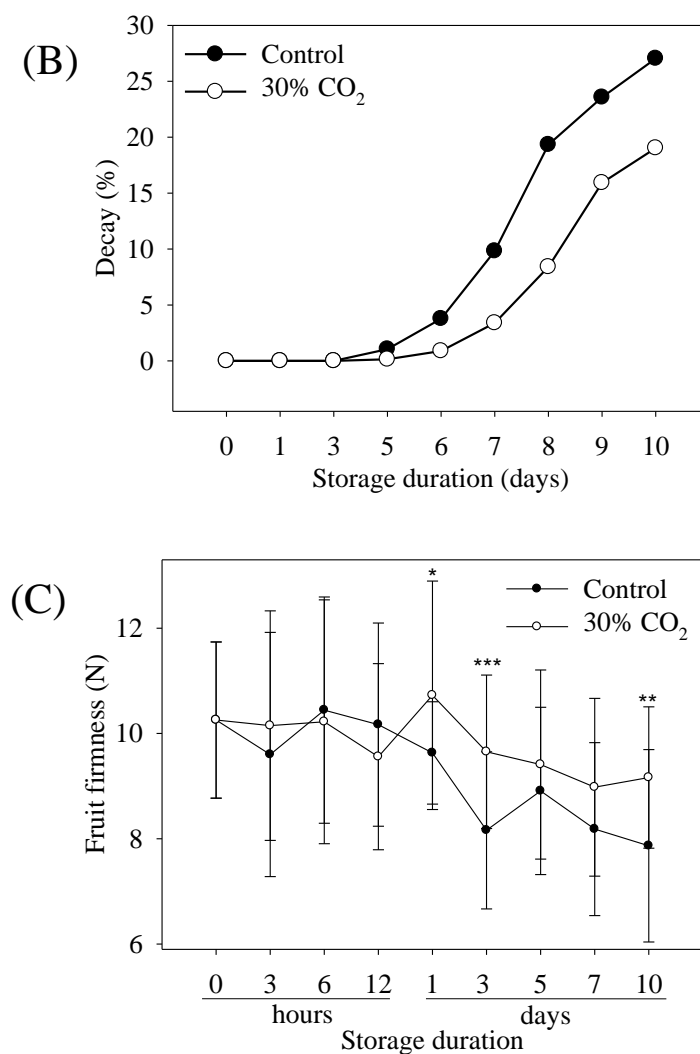 (B)
Control
30% CO2
Decay (%)
30
25
20
15
10
5
0
0 1 3 5 6 7 8 9 10
Storage duration (days)
(C)
Control
30% CO2
* *** **
Fruit firmness (N)
12
10
8
6
0 3 6 12 1 3 5 7 10
hours days
Storage duration